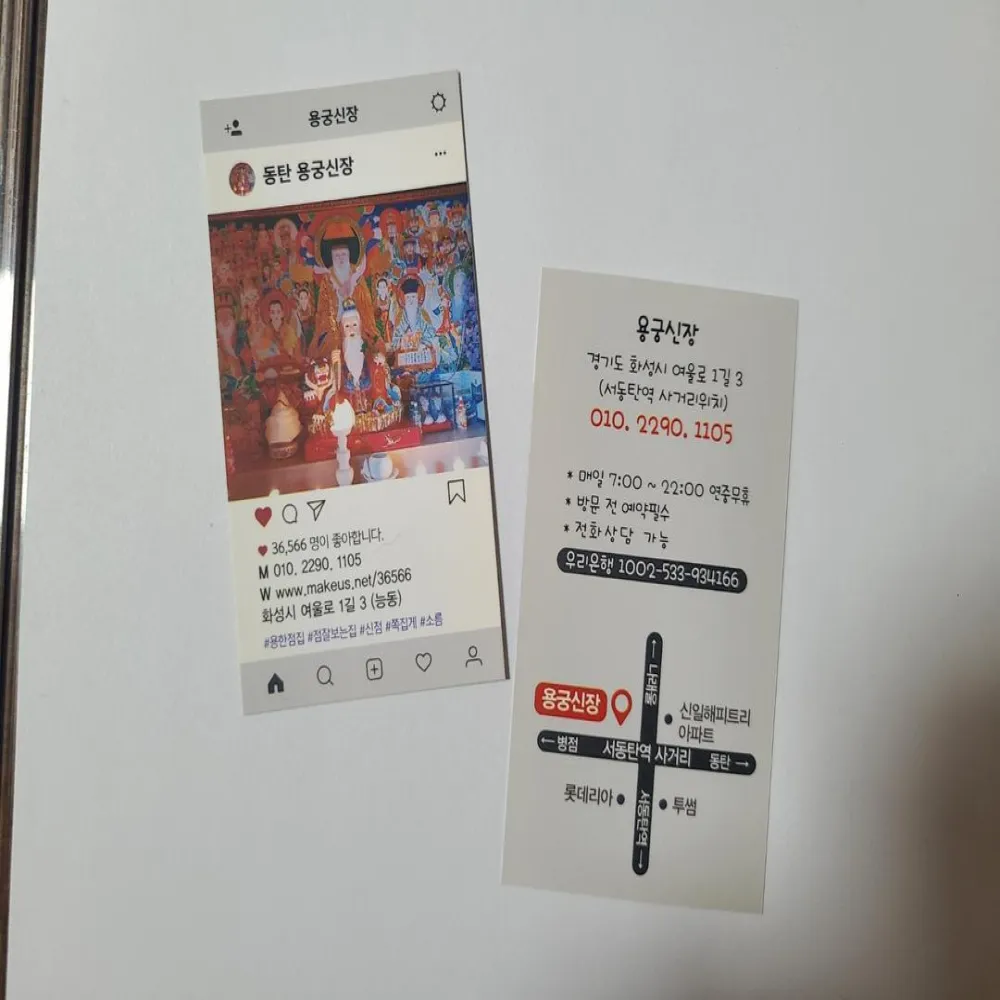 용궁신장
동탄 용궁신장
36,566 명이 좋아합니다.
M 010. 2290. 1105
W www.makeus.net/36566
화성시 여울로 1길 3 (능동)
#용한점집 #점잘보는집 #신점 #쪽집게 #소름
용궁신장
경기도 화성시 여울로 1길 3
(서동탄역 사거리위치)
010. 2290. 1105
* 매일 7:00 ~ 22:00 연중무휴
* 방문 전 예약필수
* 전화상담 가능
우리은행 1002-533-934166
← 나래울
용궁신장
신일해피트리
아파트
← 병점 서동탄역 사거리 동탄 →
롯데리아
투썸
서동탄역 →